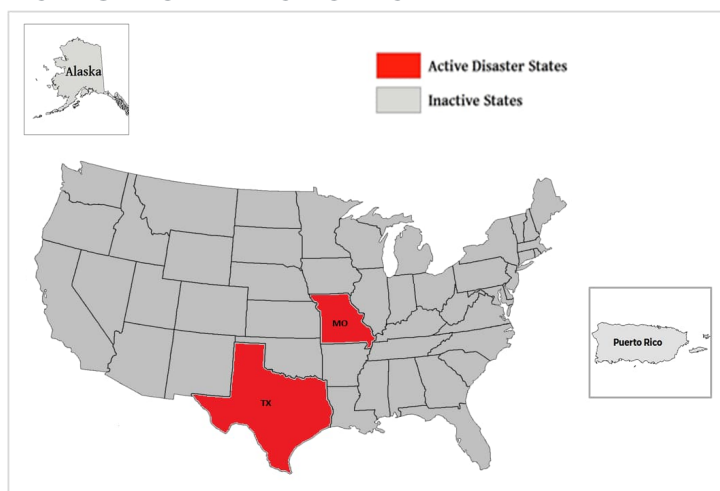 Alaska
Active Disaster States
Inactive States
MO
Puerto Rico
TX